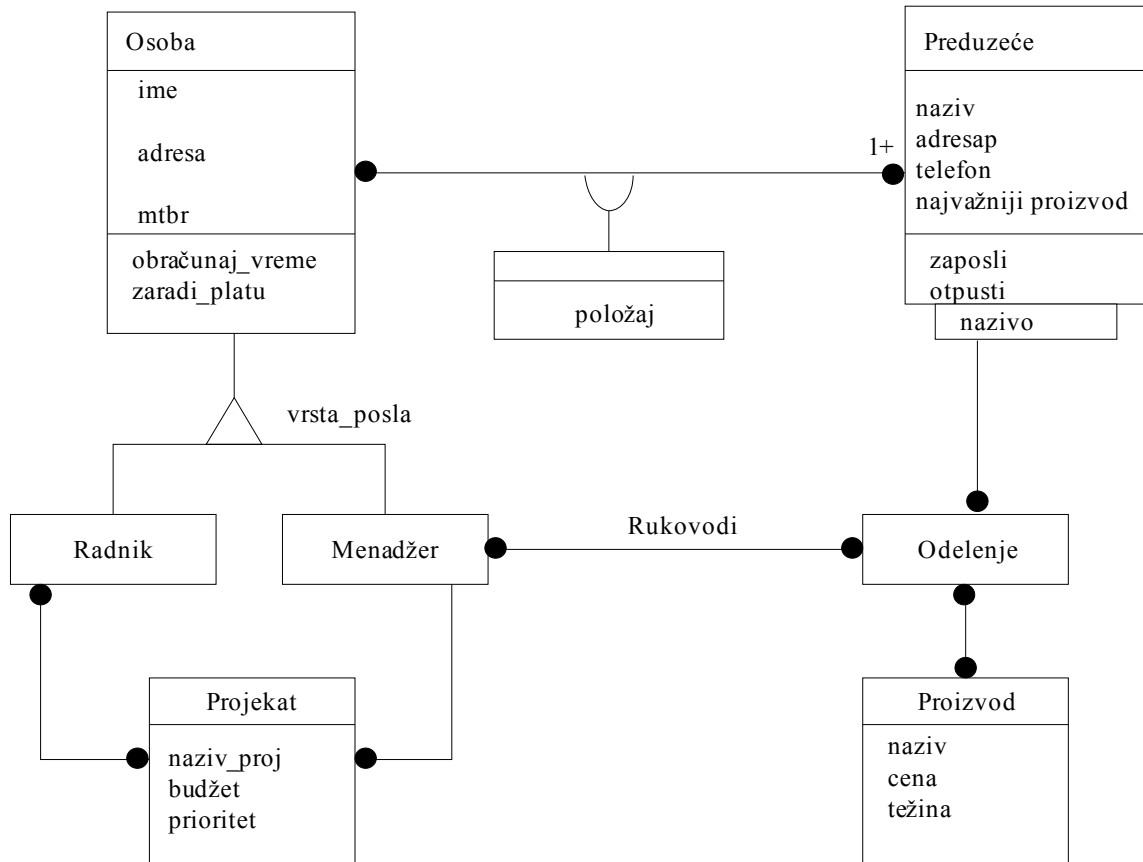 Osoba
ime
adresa
mtbr
obračunaj_vreme
zaradi_platu
1+
Preduzeće
naziv
adresap
telefon
najvažniji proizvod
zaposli
otpusti
nazivo
položaj
vrsta_posla
Radnik
Menadžer
Rukovodi
Odelenje
Projekat
naziv_proj
budžet
prioritet
Proizvod
naziv
cena
težina